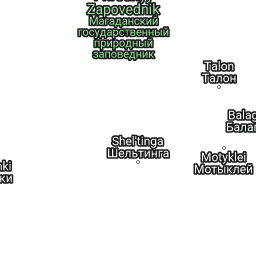 Zapovednik
Магаданский
государственный
природный
заповедник
Talon
Талон
Shel'tinga
Шельтинга
Motyklei
Мотыклей